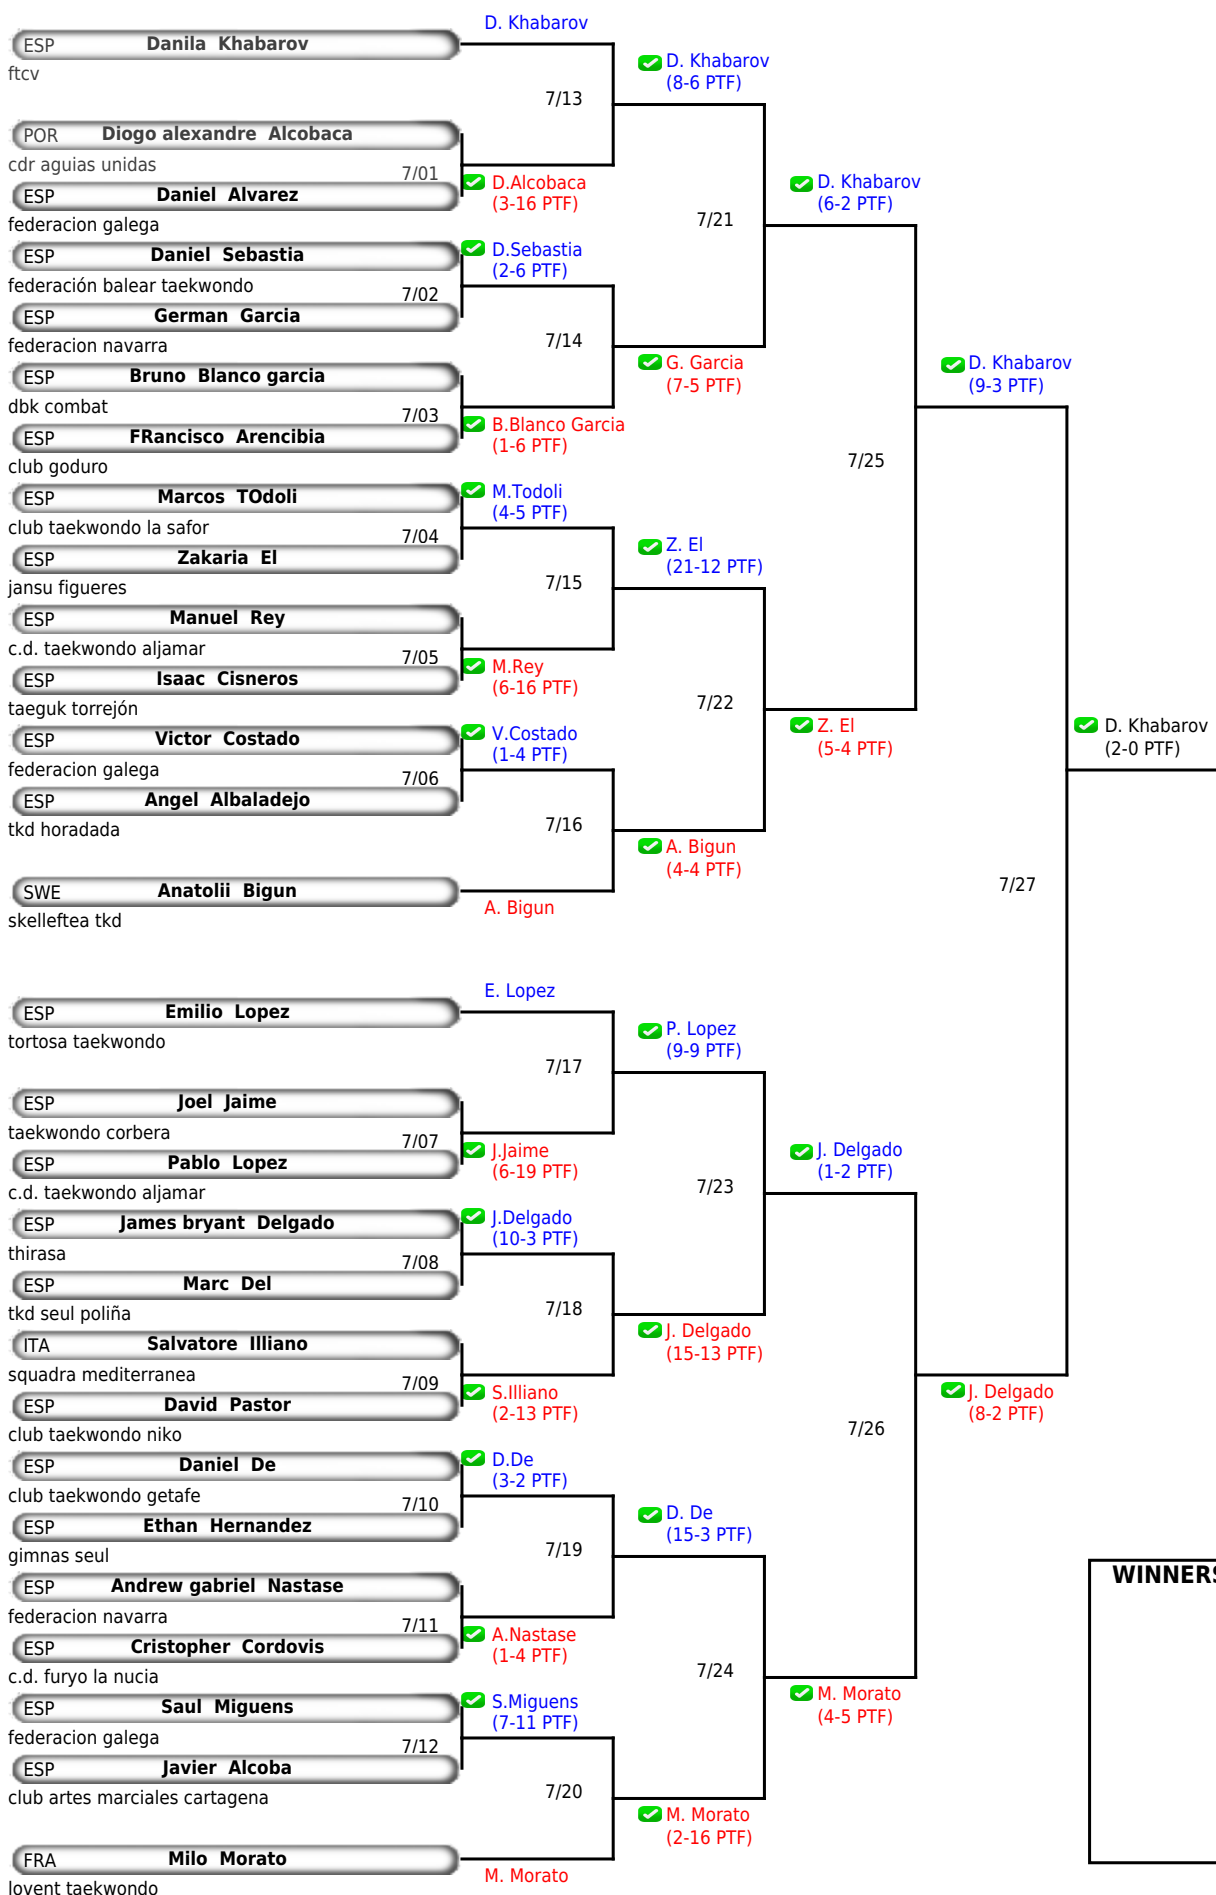 D. Khabarov
ESP Danila Khabarov
ftcv
D. Khabarov
(8-6 PTF)
7/13
POR Diogo alexandre Alcobaca
cdr aguias unidas
7/01
ESP Daniel Alvarez
D.Alcobaca
(3-16 PTF)
D. Khabarov
(6-2 PTF)
federacion galega
7/21
ESP Daniel Sebastia
D.Sebastia
(2-6 PTF)
federación balear taekwondo
7/02
ESP German Garcia
federacion navarra
7/14
G. Garcia
(7-5 PTF)
D. Khabarov
(9-3 PTF)
ESP Bruno Blanco garcia
dbk combat
7/03
ESP FRancisco Arencibia
B.Blanco Garcia
(1-6 PTF)
club goduro
7/25
ESP Marcos TOdoli
M.Todoli
(4-5 PTF)
club taekwondo la safor
7/04
ESP Zakaria El
Z. El
(21-12 PTF)
jansu figueres
7/15
ESP Manuel Rey
c.d. taekwondo aljamar
7/05
ESP Isaac Cisneros
M.Rey
(6-16 PTF)
taeguk torrejón
7/22
ESP Victor Costado
V.Costado
(1-4 PTF)
Z. El
(5-4 PTF)
D. Khabarov
(2-0 PTF)
federacion galega
7/06
ESP Angel Albaladejo
tkd horadada
7/16
A. Bigun
(4-4 PTF)
7/27
SWE Anatolii Bigun
A. Bigun
skelleftea tkd
E. Lopez
ESP Emilio Lopez
tortosa taekwondo
P. Lopez
(9-9 PTF)
7/17
ESP Joel Jaime
taekwondo corbera
7/07
ESP Pablo Lopez
J.Jaime
(6-19 PTF)
J. Delgado
(1-2 PTF)
c.d. taekwondo aljamar
7/23
ESP James bryant Delgado
J.Delgado
(10-3 PTF)
thirasa
7/08
ESP Marc Del
tkd seul poliña
7/18
J. Delgado
(15-13 PTF)
ITA Salvatore Illiano
squadra mediterranea
7/09
ESP David Pastor
S.Illiano
(2-13 PTF)
J. Delgado
(8-2 PTF)
club taekwondo niko
7/26
ESP Daniel De
D.De
(3-2 PTF)
club taekwondo getafe
7/10
ESP Ethan Hernandez
D. De
(15-3 PTF)
gimnas seul
7/19
ESP Andrew gabriel Nastase
WINNERS
federacion navarra
7/11
ESP Cristopher Cordovis
A.Nastase
(1-4 PTF)
c.d. furyo la nucia
7/24
ESP Saul Miguens
S.Miguens
(7-11 PTF)
M. Morato
(4-5 PTF)
federacion galega
7/12
ESP Javier Alcoba
club artes marciales cartagena
7/20
M. Morato
(2-16 PTF)
FRA Milo Morato
M. Morato
lovent taekwondo